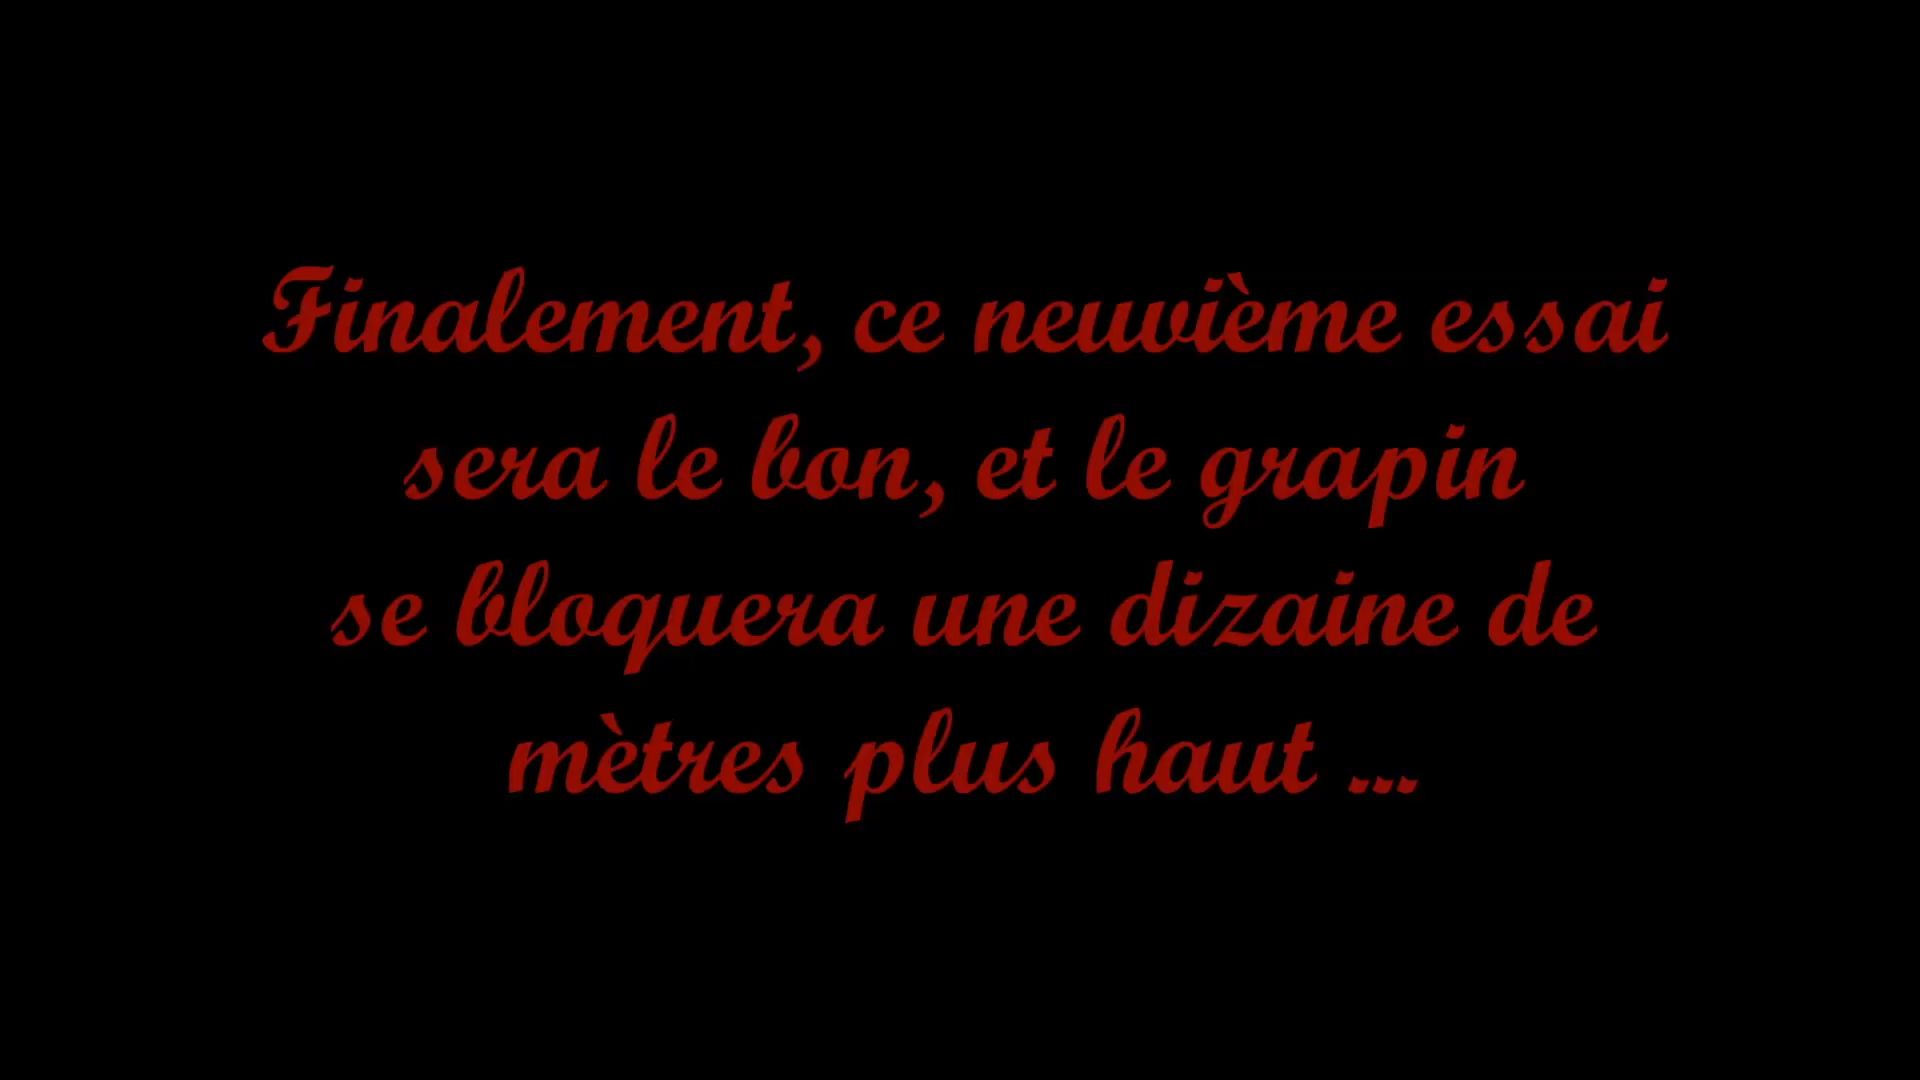 Finalement, ce neuvième essai
sera le bon, et le grapin
se bloquera une dizaine de
mètres plus haut ...